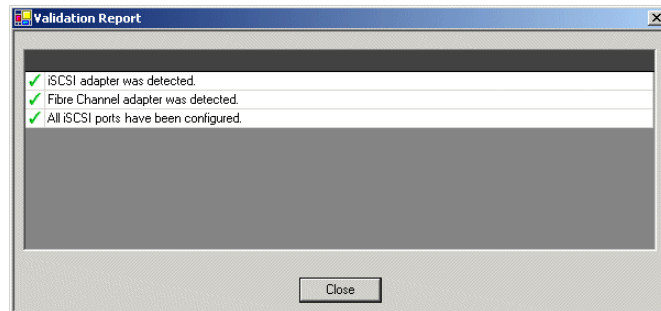 Validation Report
iSCSI adapter was detected.
Fibre Channel adapter was detected.
All iSCSI ports have been configured.
Close